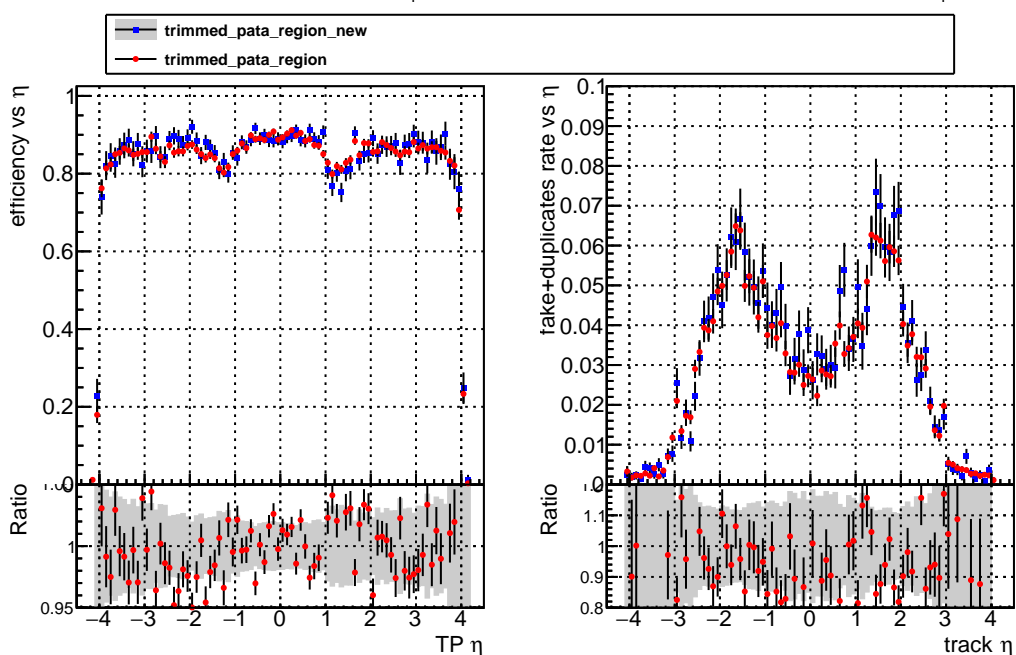 trimmed_pata_region_new
trimmed_pata_region
efficiency vs η
1
0.8
0.6
0.4
0.2
0
Ratio
1
0.95
−4 −3 −2 −1 0 1 2 3 4
TP η
fake+duplicates rate vs η
0.1
0.09
0.08
0.07
0.06
0.05
0.04
0.03
0.02
0.01
0
Ratio
1.1
1
0.9
0.8
−4 −3 −2 −1 0 1 2 3 4
track η